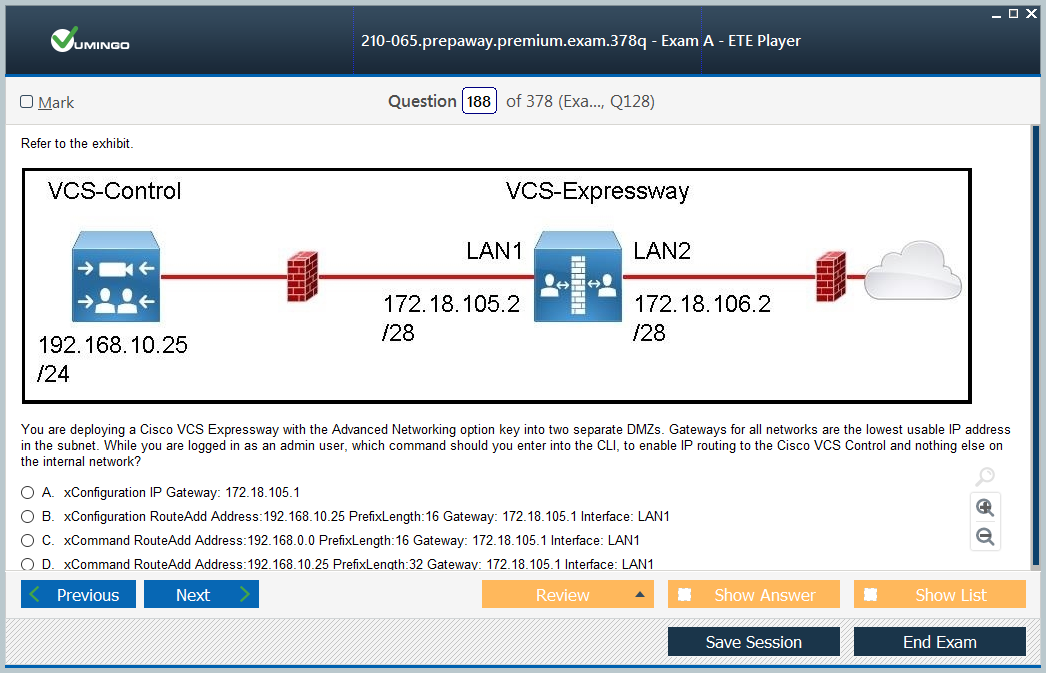 VUMINGO
210-065.prepaway.premium.exam.378q - Exam A - ETE Player
Mark
Question 188 of 378 (Exa..., Q128)
Refer to the exhibit.
VCS-Control
VCS-Expressway
LAN1
LAN2
172.18.105.2
/28
172.18.106.2
/28
192.168.10.25
/24
You are deploying a Cisco VCS Expressway with the Advanced Networking option key into two separate DMZs. Gateways for all networks are the lowest usable IP address
in the subnet. While you are logged in as an admin user, which command should you enter into the CLI, to enable IP routing to the Cisco VCS Control and nothing else on
the internal network?
A. xConfiguration IP Gateway: 172.18.105.1
B. xConfiguration RouteAdd Address:192.168.10.25 PrefixLength:16 Gateway: 172.18.105.1 Interface: LAN1
C. xCommand RouteAdd Address:192.168.0.0 PrefixLength:16 Gateway: 172.18.105.1 Interface: LAN1
D. xCommand RouteAdd Address:192.168.10.25 PrefixLength:32 Gateway: 172.18.105.1 Interface: LAN1
Previous
Next
Review
Show Answer
Show List
Save Session
End Exam